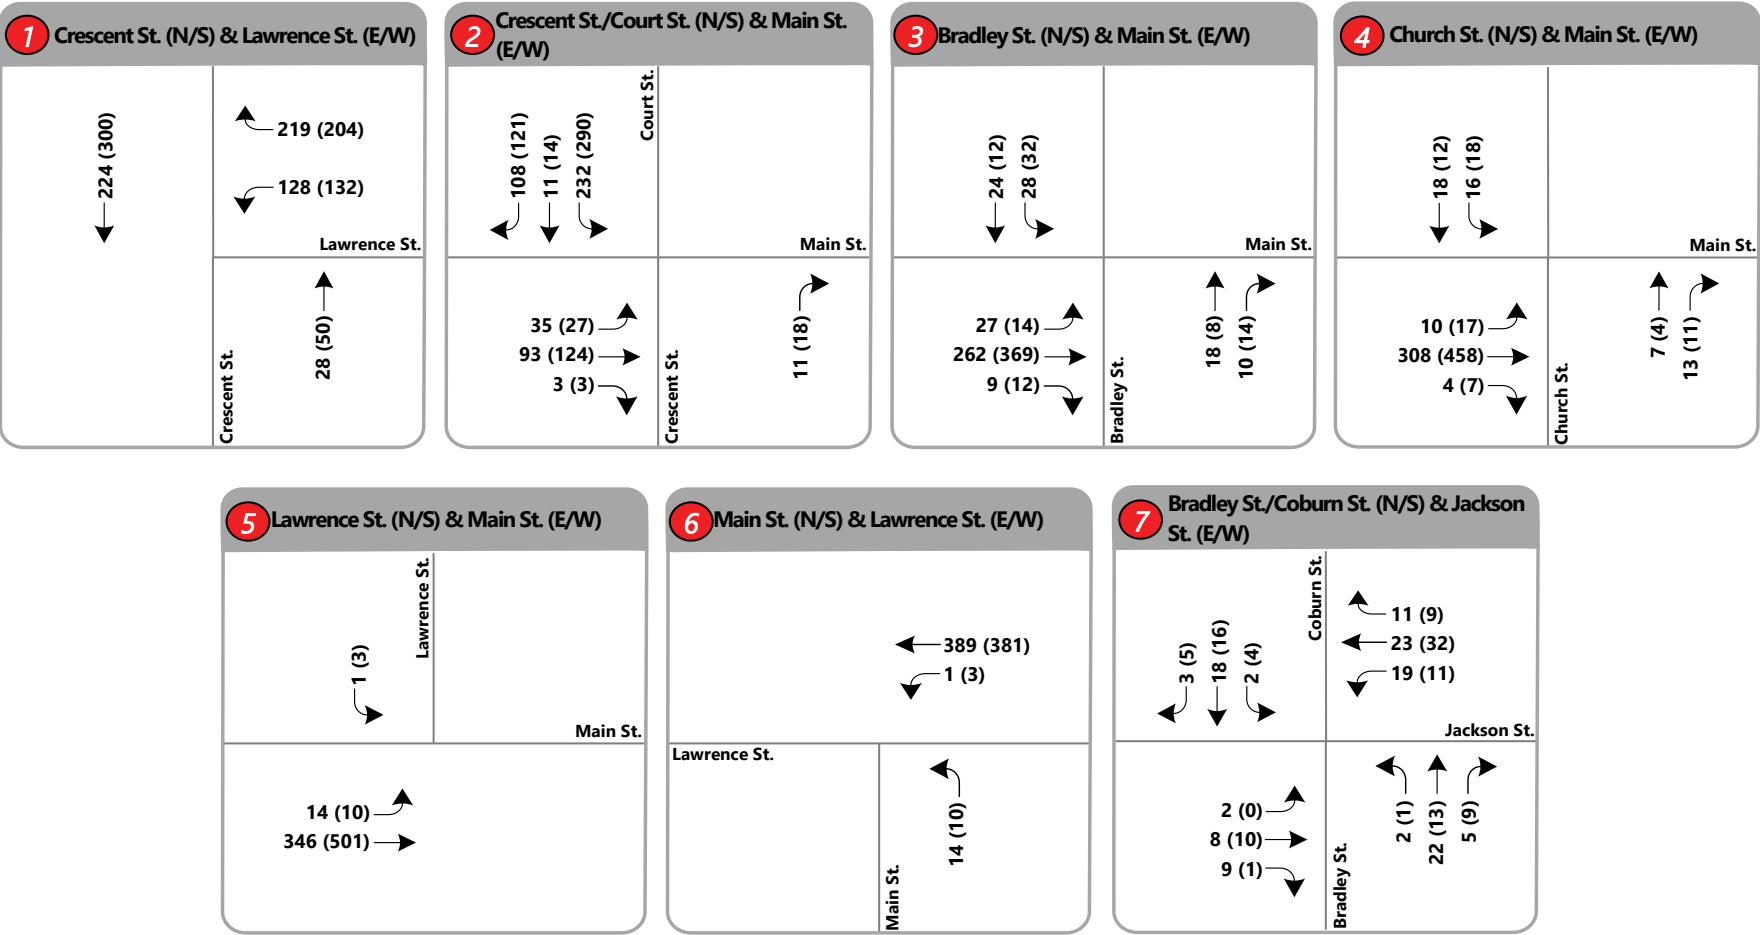 1 Crescent St. (N/S) & Lawrence St. (E/W)
224 (300)
219 (204)
128 (132)
Lawrence St.
28 (50)
Crescent St.
2 Crescent St./Court St. (N/S) & Main St.
(E/W)
108 (121)
11 (14)
232 (290)
Court St.
Main St.
35 (27)
93 (124)
3 (3)
Crescent St.
11 (18)
3 Bradley St. (N/S) & Main St. (E/W)
24 (12)
28 (32)
Main St.
27 (14)
262 (369)
9 (12)
Bradley St.
18 (8)
10 (14)
4 Church St. (N/S) & Main St. (E/W)
18 (12)
16 (18)
Main St.
10 (17)
308 (458)
4 (7)
Church St.
7 (4)
13 (11)
5 Lawrence St. (N/S) & Main St. (E/W)
1 (3)
Lawrence St.
Main St.
14 (10)
346 (501)
6 Main St. (N/S) & Lawrence St. (E/W)
389 (381)
1 (3)
Lawrence St.
Main St.
14 (10)
7 Bradley St./Coburn St. (N/S) & Jackson
St. (E/W)
3 (5)
18 (16)
2 (4)
Coburn St.
11 (9)
23 (32)
19 (11)
Jackson St.
2 (0)
8 (10)
9 (1)
Bradley St.
2 (1)
22 (13)
5 (9)